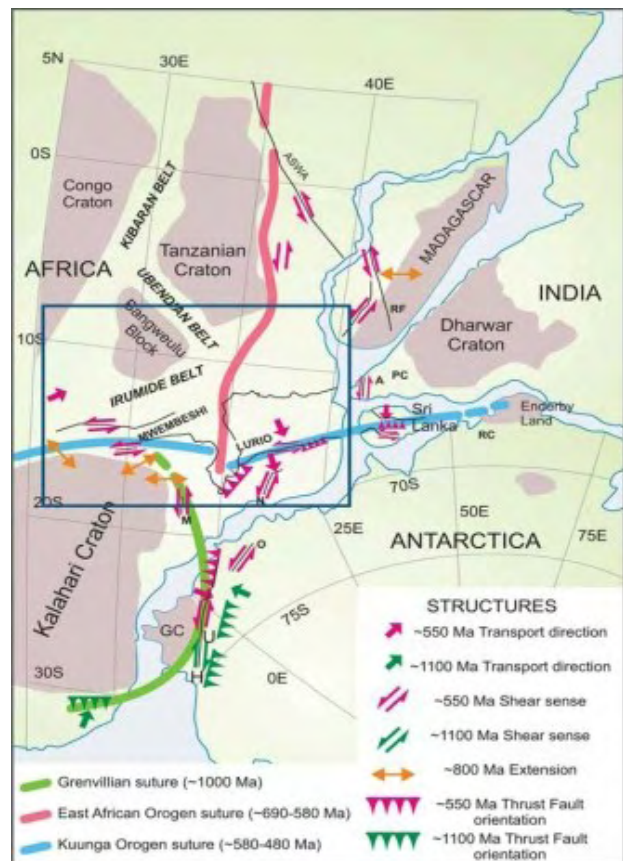 5N
30E
40E
0S
ASWA
Congo
Craton
KIBARAN BELT
Tanzanian
Craton
MADAGASCAR
AFRICA
UBENDAN BELT
INDIA
RF
Bangweulu
Block
Dharwar
Craton
10S
IRUMIDE BELT
A
PC
MWEMBESHI
LURIO
Sri
Lanka
Enderby
Land
RC
N
20S
70S
M
25E
50E
75E
O
ANTARCTICA
Kalahari Craton
75S
GC
U
H
0E
30S
STRUCTURES
~550 Ma Transport direction
~1100 Ma Transport direction
~550 Ma Shear sense
~1100 Ma Shear sense
~800 Ma Extension
~550 Ma Thrust Fault
orientation
~1100 Ma Thrust Fault
orientation
Grenvillian suture (~1000 Ma)
East African Orogen suture (~690-580 Ma)
Kuunga Orogen suture (~580-480 Ma)